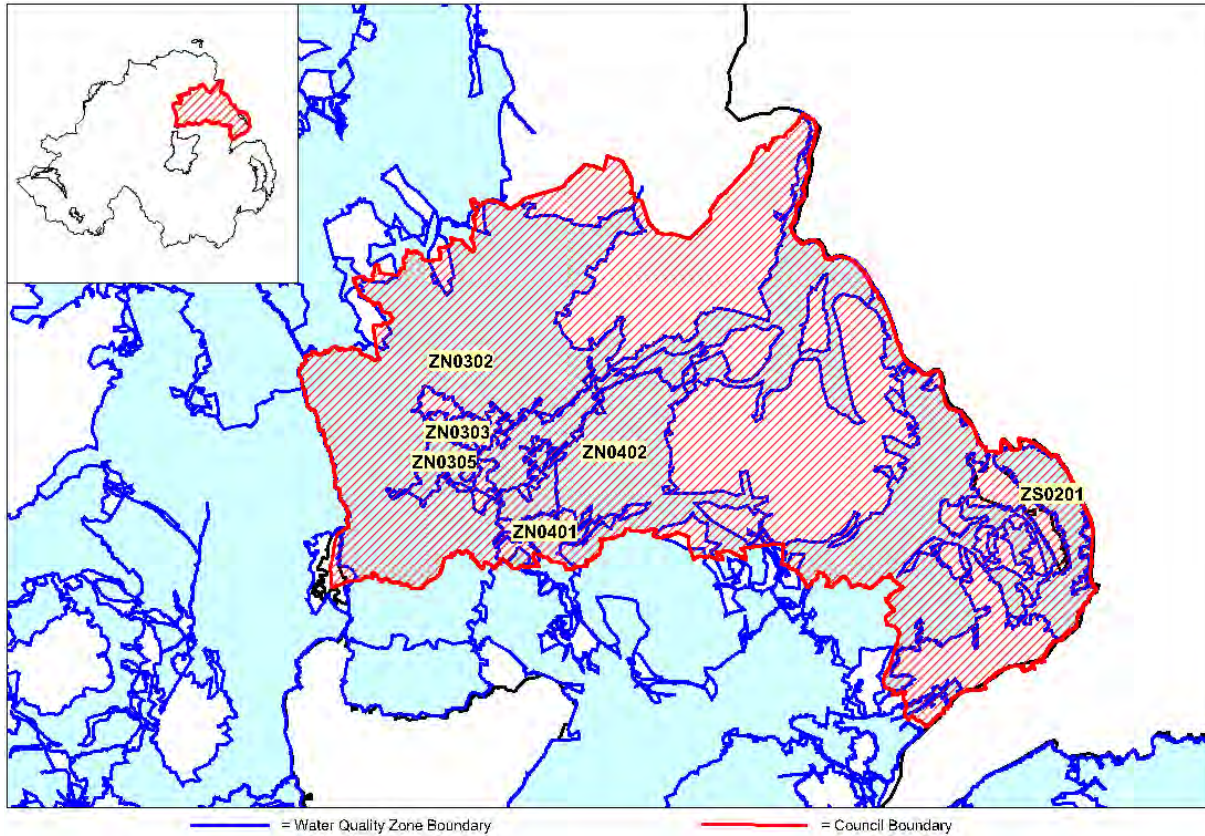 ZN0302
ZN0303
ZN0305
ZN0402
ZN0401
ZS0201
= Water Quality Zone Boundary
= Council Boundary